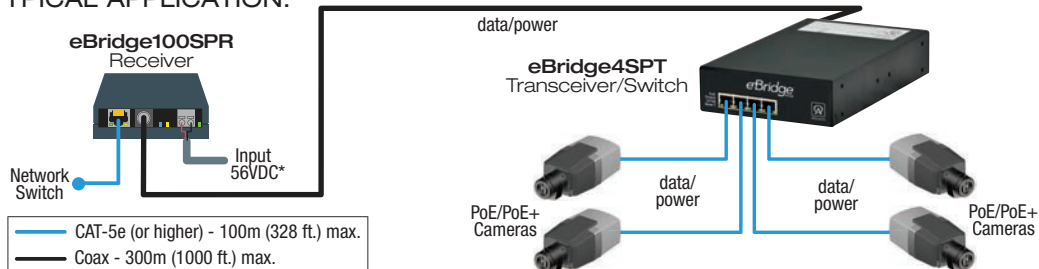 TYPICAL APPLICATION:
data/power
eBridge100SPR
Receiver
eBridge4SPT
Transceiver/Switch
eBridge
Input
56VDC*
Network
Switch
data/
power
data/
power
PoE/PoE+
Cameras
PoE/PoE+
Cameras
CAT-5e (or higher) - 100m (328 ft.) max.
Coax - 300m (1000 ft.) max.